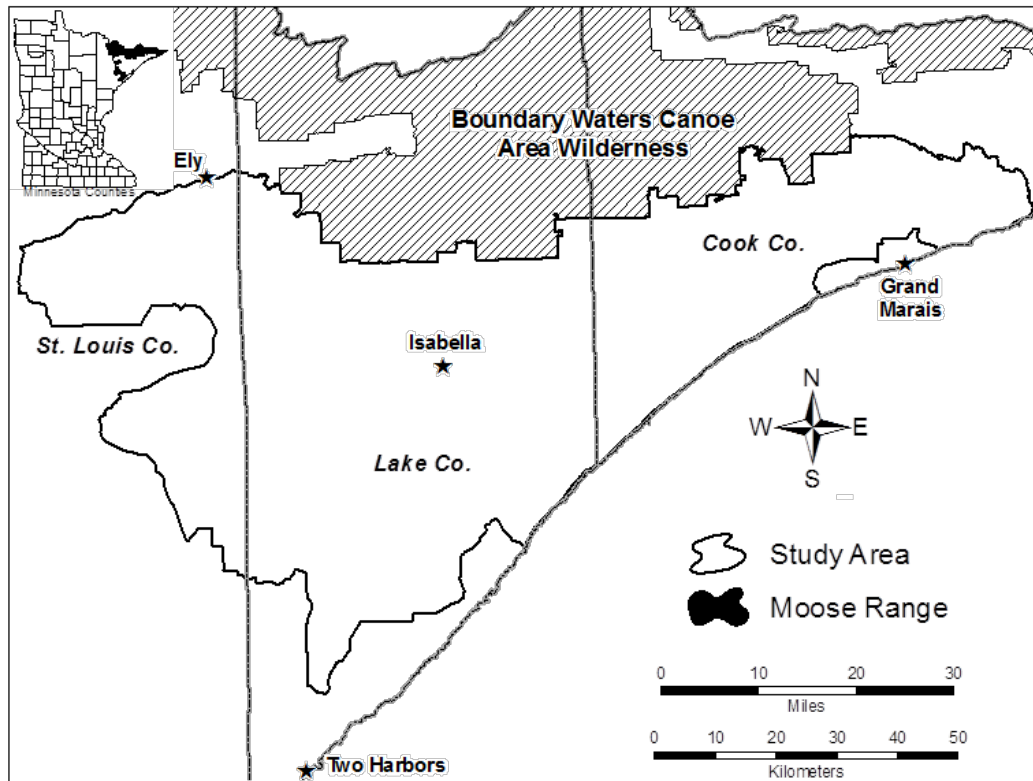 Minnesota Counties
Boundary Waters Canoe
Area Wilderness
Ely
Cook Co.
Grand
Marais
St. Louis Co.
Isabella
N
W E
S
Lake Co.
Study Area
Moose Range
0 10 20 30
Miles
0 10 20 30 40 50
Kilometers
Two Harbors